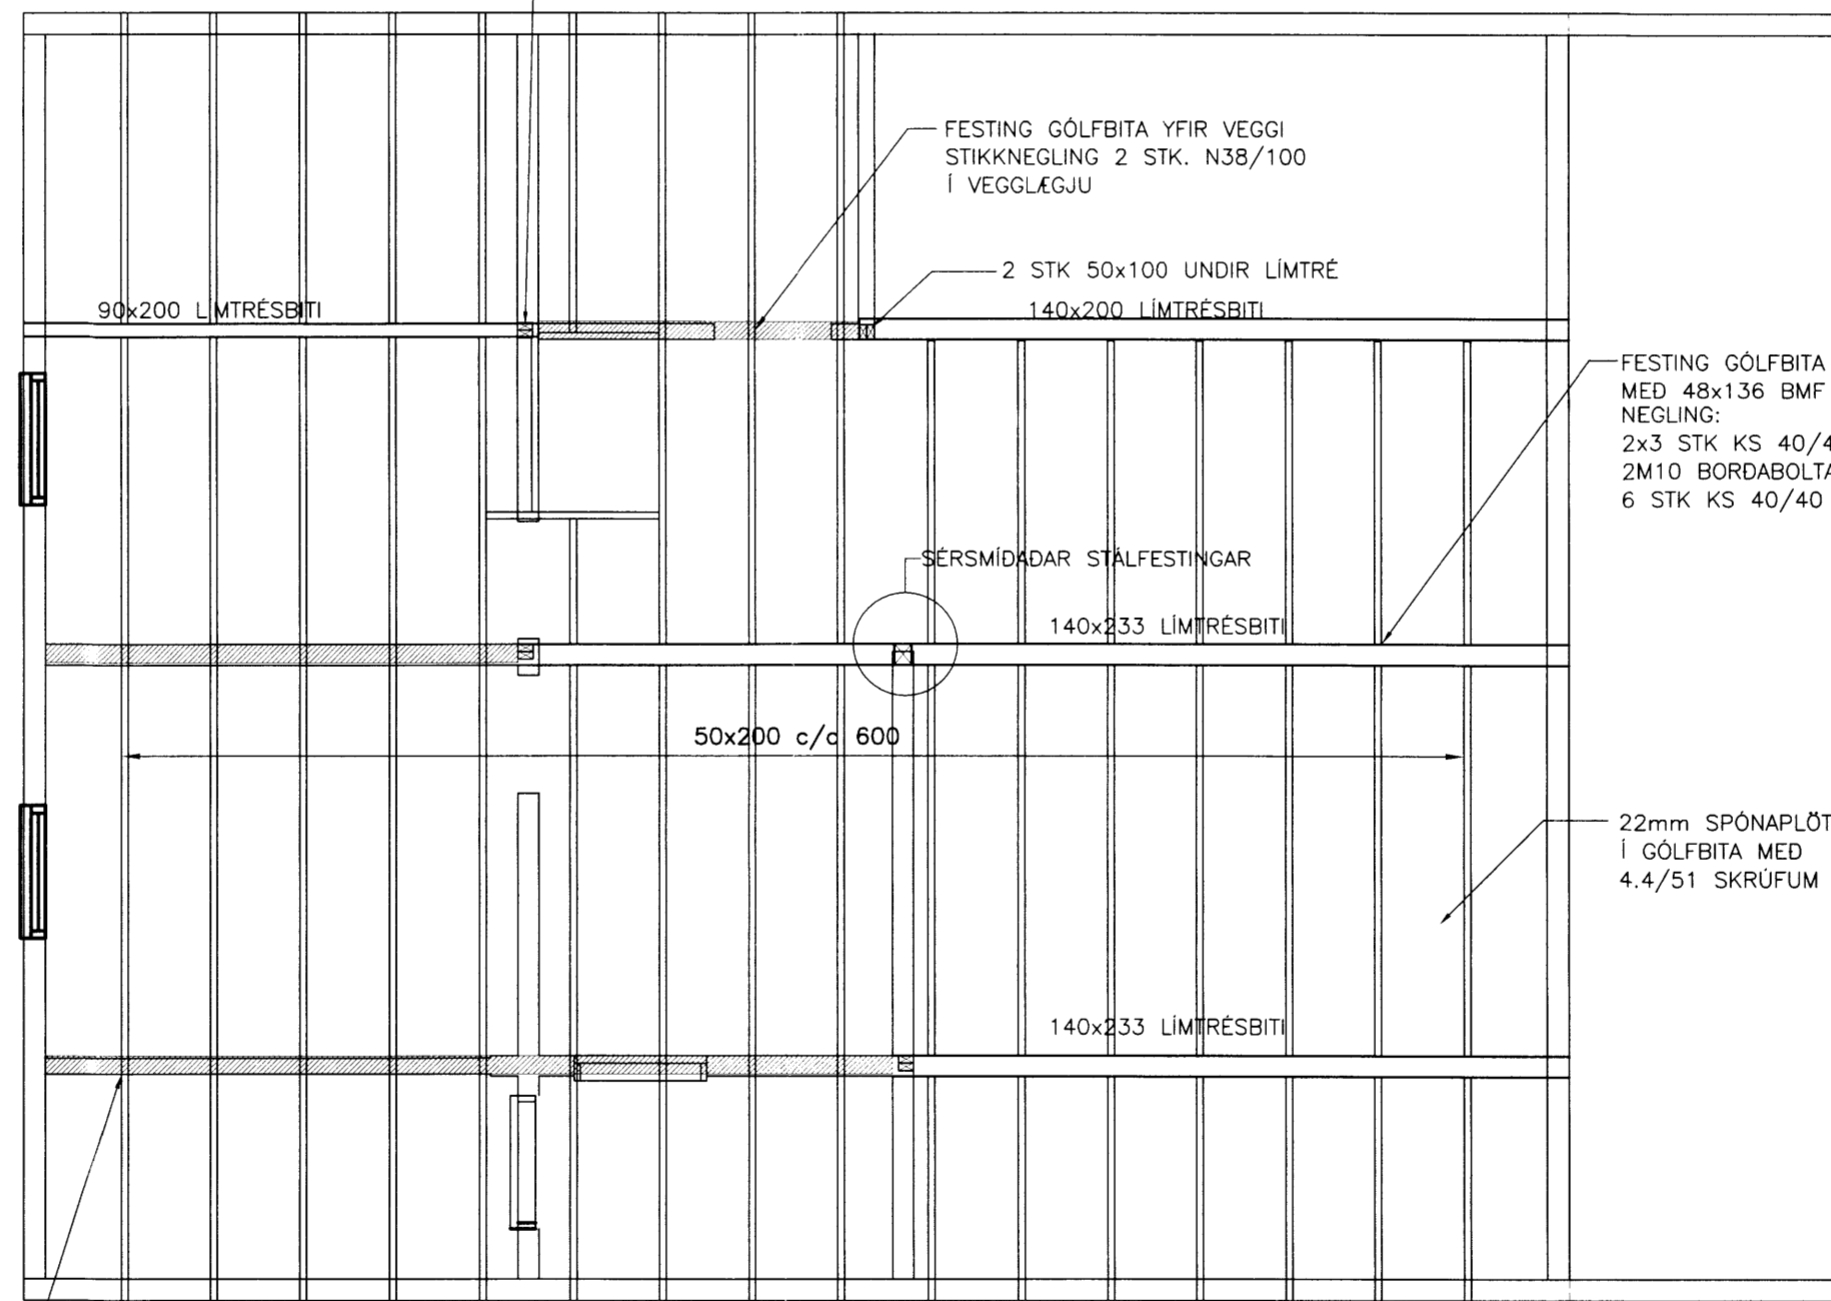 FESTING GÓLFBITA YFIR VEGGI
STIKKNEGLING 2 STK. N38/100
Í VEGGLÆGJU
2 STK 50x100 UNDIR LÍMTRÉ
90x200 LÍMTRÉSBITI
140x200 LÍMTRÉSBITI
FESTING GÓLFBITA
MEÐ 48x136 BMF
NEGLING:
2x3 STK KS 40/4
2M10 BORÐABOLTA
6 STK KS 40/40
SÉRSMÍÐAÐAR STÁLFESTINGAR
140x233 LÍMTRÉSBITI
50x200 c/c 600
22mm SPÓNAPLÖT
Í GÓLFBITA MEÐ
4.4/51 SKRÚFUM
140x233 LÍMTRÉSBITI